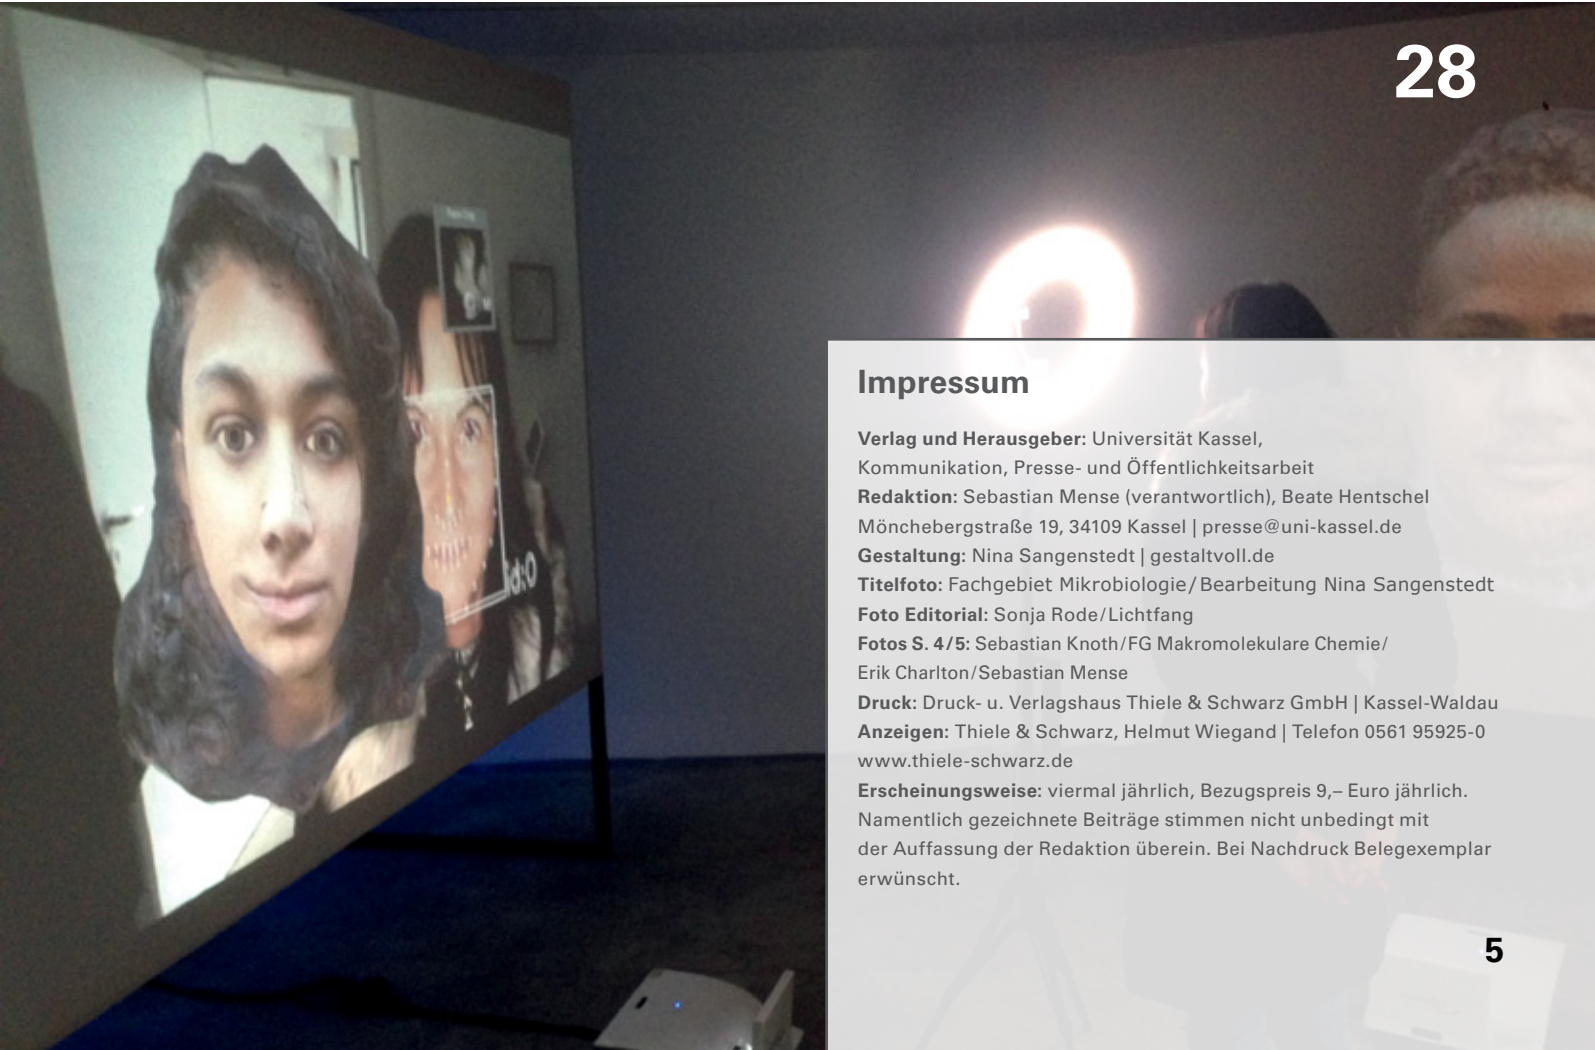 28
id:0
Impressum
Verlag und Herausgeber: Universität Kassel,
Kommunikation, Presse- und Öffentlichkeitsarbeit
Redaktion: Sebastian Mense (verantwortlich), Beate Hentschel
Mönchebergstraße 19, 34109 Kassel | presse@uni-kassel.de
Gestaltung: Nina Sangenstedt | gestaltvoll.de
Titelfoto: Fachgebiet Mikrobiologie/Bearbeitung Nina Sangenstedt
Foto Editorial: Sonja Rode/Lichtfang
Fotos S. 4/5: Sebastian Knoth/FG Makromolekulare Chemie/
Erik Charlton/Sebastian Mense
Druck: Druck- u. Verlagshaus Thiele & Schwarz GmbH | Kassel-Waldau
Anzeigen: Thiele & Schwarz, Helmut Wiegand | Telefon 0561 95925-0
www.thiele-schwarz.de
Erscheinungsweise: viermal jährlich, Bezugspreis 9,– Euro jährlich.
Namentlich gezeichnete Beiträge stimmen nicht unbedingt mit
der Auffassung der Redaktion überein. Bei Nachdruck Belegexemplar
erwünscht.
5